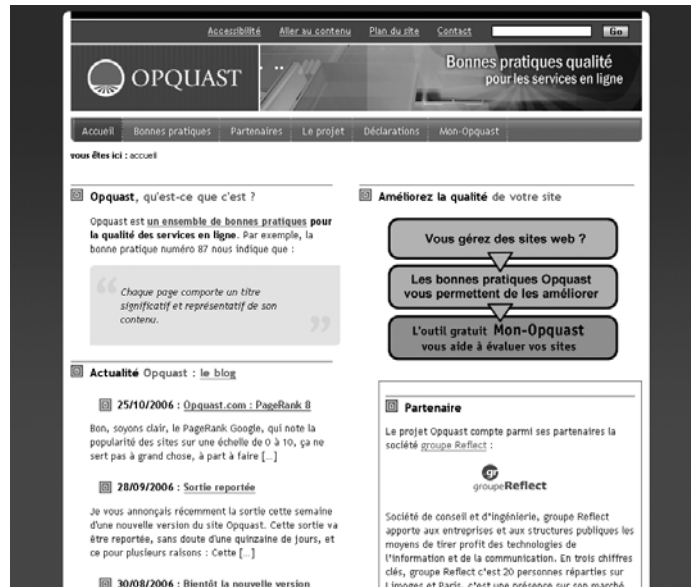 Accessibilité Aller au contenu Plan du site Contact Go
OPQUAST
Bonnes pratiques qualité
pour les services en ligne
Accueil Bonnes pratiques Partenaires Le projet Déclarations Mon-Opquast
vous êtes ici : accueil
Opquast, qu'est-ce que c'est ?
Opquast est un ensemble de bonnes pratiques pour
la qualité des services en ligne. Par exemple, la
bonne pratique numéro 87 nous indique que :
“
Chaque page comporte un titre
significatif et représentatif de son
contenu.
”
Actualité Opquast : le blog
25/10/2006 : Opquast.com : PageRank 8
Bon, soyons clair, le PageRank Google, qui note la
popularité des sites sur une échelle de 0 à 10, ça ne
sert pas à grand chose, à part à faire [...]
28/09/2006 : Sortie reportée
Je vous annonçais récemment la sortie cette semaine
d'une nouvelle version du site Opquast. Cette sortie va
être reportée, sans doute d'une quinzaine de jours, et
ce pour plusieurs raisons : Cette [...]
30/08/2006 : Bientôt la nouvelle version
Améliorez la qualité de votre site
Vous gérez des sites web ?
Les bonnes pratiques Opquast
vous permettent de les améliorer
L'outil gratuit Mon-Opquast
vous aide à évaluer vos sites
Partenaire
Le projet Opquast compte parmi ses partenaires la
société groupe Reflect :
gr
groupeReflect
Société de conseil et d'ingénierie, groupe Reflect
apporte aux entreprises et aux structures publiques les
moyens de tirer profit des technologies de
l'information et de la communication. En trois chiffres
clés, groupe Reflect c'est 20 personnes réparties sur
Limoges et Paris, c'est une présence sur son marché